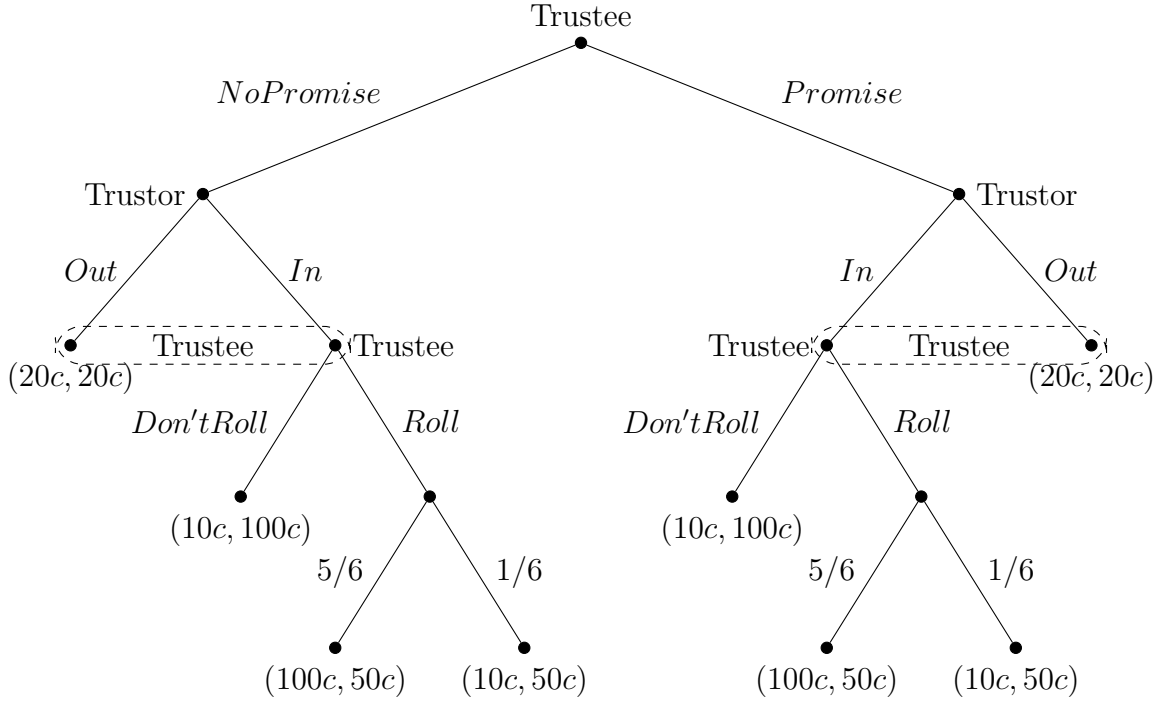 Trustee
NoPromise Promise
Trustor Trustor
Out In In Out
Trustee Trustee Trustee Trustee
(20c, 20c) (20c, 20c)
Don'tRoll Roll Don'tRoll Roll
(10c, 100c) (10c, 100c)
5/6 1/6 5/6 1/6
(100c, 50c) (10c, 50c) (100c, 50c) (10c, 50c)